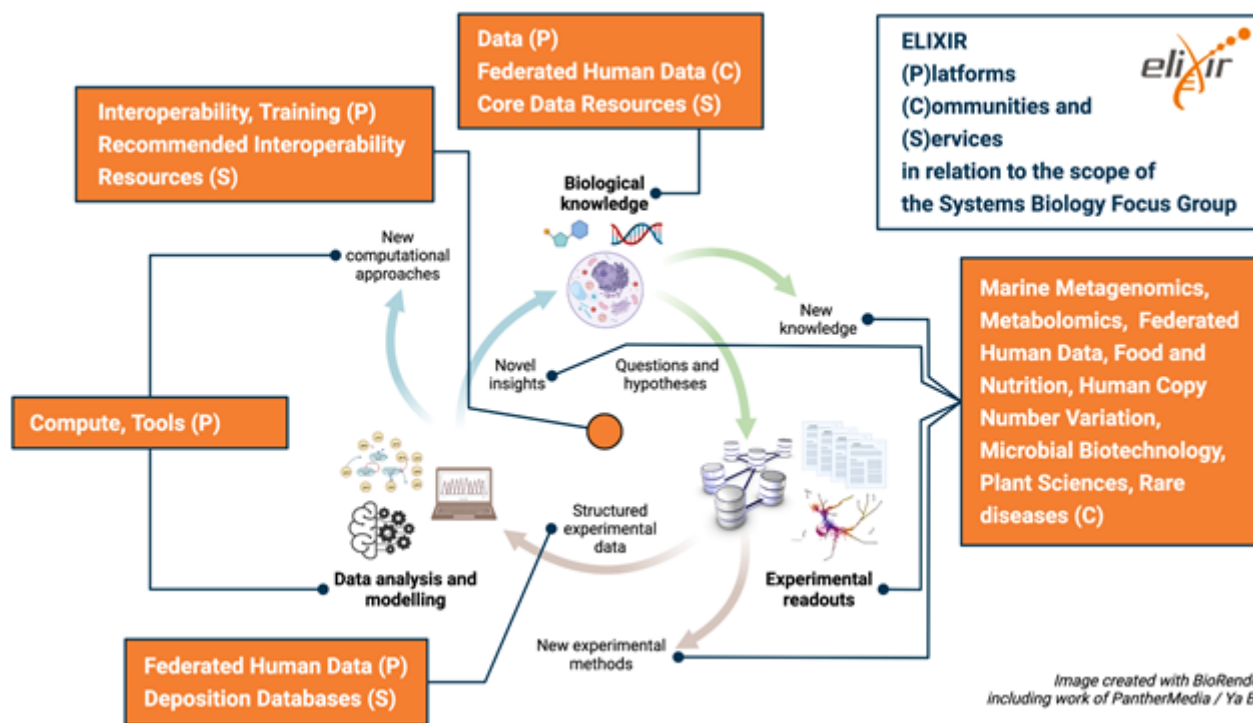 Data (P)
Federated Human Data (C)
Core Data Resources (S)
ELIXIR
(P)latforms
(C)ommunities and
(S)ervices
in relation to the scope of
the Systems Biology Focus Group
elixir
Interoperability, Training (P)
Recommended Interoperability
Resources (S)
Biological
knowledge
New
computational
approaches
New
knowledge
Marine Metagenomics,
Metabolomics, Federated
Human Data, Food and
Nutrition, Human Copy
Number Variation,
Microbial Biotechnology,
Plant Sciences, Rare
diseases (C)
Novel
insights
Questions and
hypotheses
Compute, Tools (P)
Structured
experimental
data
Data analysis and
modelling
Experimental
readouts
New experimental
methods
Federated Human Data (P)
Deposition Databases (S)
Image created with
including work of PantherMedia / Ya